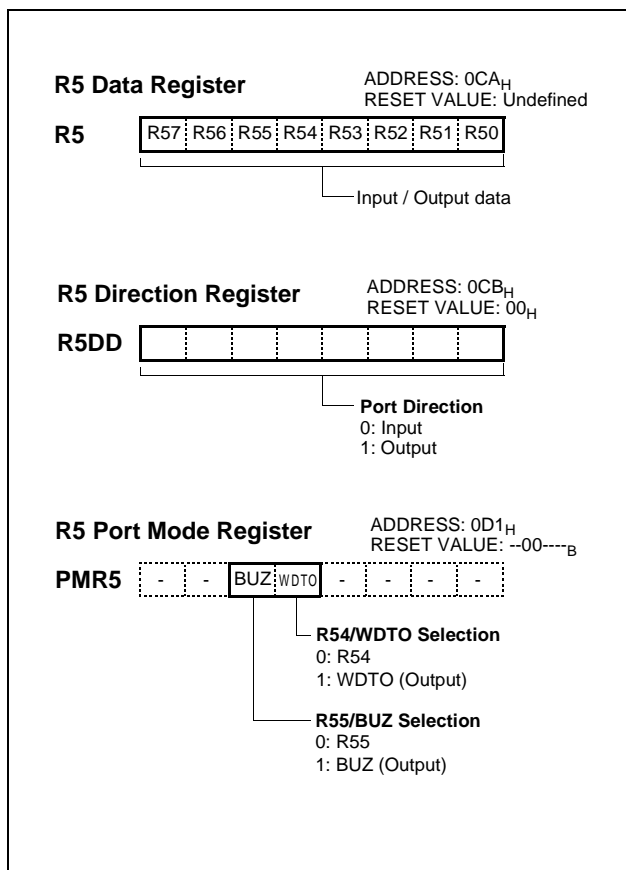 R5 Data Register
ADDRESS: 0CAH
RESET VALUE: Undefined
R5 R57 R56 R55 R54 R53 R52 R51 R50
Input / Output data
R5 Direction Register
ADDRESS: 0CBH
RESET VALUE: 00H
R5DD
Port Direction
0: Input
1: Output
R5 Port Mode Register
ADDRESS: 0D1H
RESET VALUE: --00----B
PMR5 - - BUZ WDTO - - - -
R54/WDTO Selection
0: R54
1: WDTO (Output)
R55/BUZ Selection
0: R55
1: BUZ (Output)